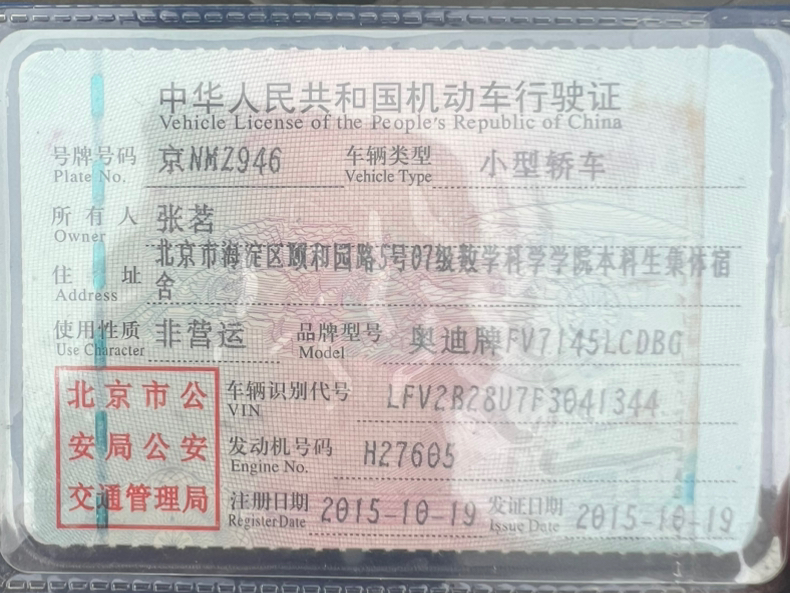 中华人民共和国机动车行驶证
Vehicle License of the People's Republic of China
号牌号码 京NMZ946 车辆类型 小型轿车
Plate No. Vehicle Type
所有人 张茗
Owner
住址 北京市海淀区颐和园路5号07级数学科学学院本科生集体宿
Address 舍
使用性质 非营运 品牌型号 奥迪牌FV7145LCDBG
Use Character Model
北京市公
安局公安
交通管理局
车辆识别代号 LFV2B28U7F3041344
VIN
发动机号码 H27605
Engine No.
注册日期 2015-10-19 发证日期 2015-10-19
Register Date Issue Date